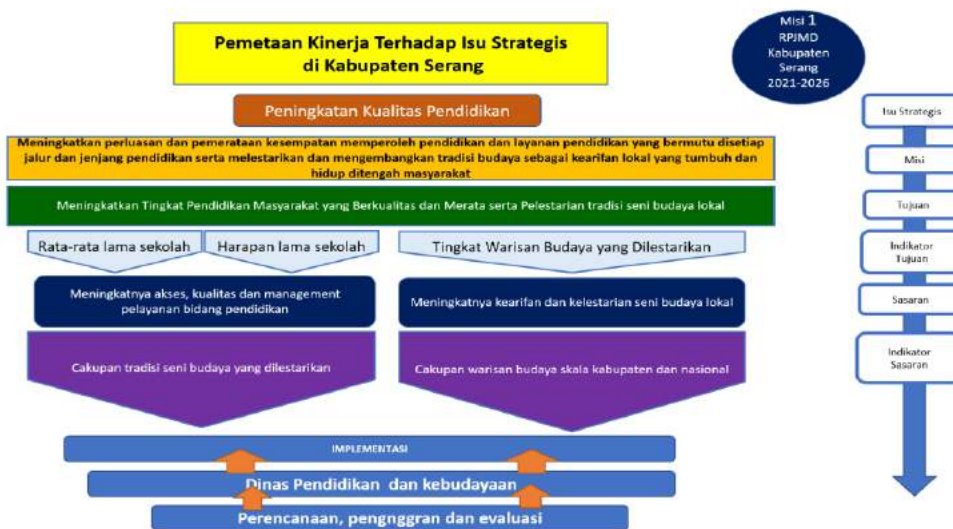 Pemetaan Kinerja Terhadap Isu Strategis
di Kabupaten Serang
Misi 1
RPJMD
Kabupaten
Serang
2021-2026
Peningkatan Kualitas Pendidikan
Meningkatkan perluasan dan pemerataan kesempatan memperoleh pendidikan dan layanan pendidikan yang bermutu disetiap
jalur dan jenjang pendidikan serta melestarikan dan mengembangkan tradisi budaya sebagai kearifan lokal yang tumbuh dan
hidup ditengah masyarakat
Meningkatkan Tingkat Pendidikan Masyarakat yang Berkualitas dan Merata serta Pelestarian tradisi seni budaya lokal
Rata-rata lama sekolah
Harapan lama sekolah
Tingkat Warisan Budaya yang Dilestarikan
Meningkatnya akses, kualitas dan management
pelayanan bidang pendidikan
Meningkatnya kearifan dan kelestarian seni budaya lokal
Cakupan tradisi seni budaya yang dilestarikan
Cakupan warisan budaya skala kabupaten dan nasional
IMPLEMENTASI
Dinas Pendidikan dan kebudayaan
Perencanaan, pengnggran dan evaluasi
Isu Strategis
Misi
Tujuan
Indikator
Tujuan
Sasaran
Indikator
Sasaran